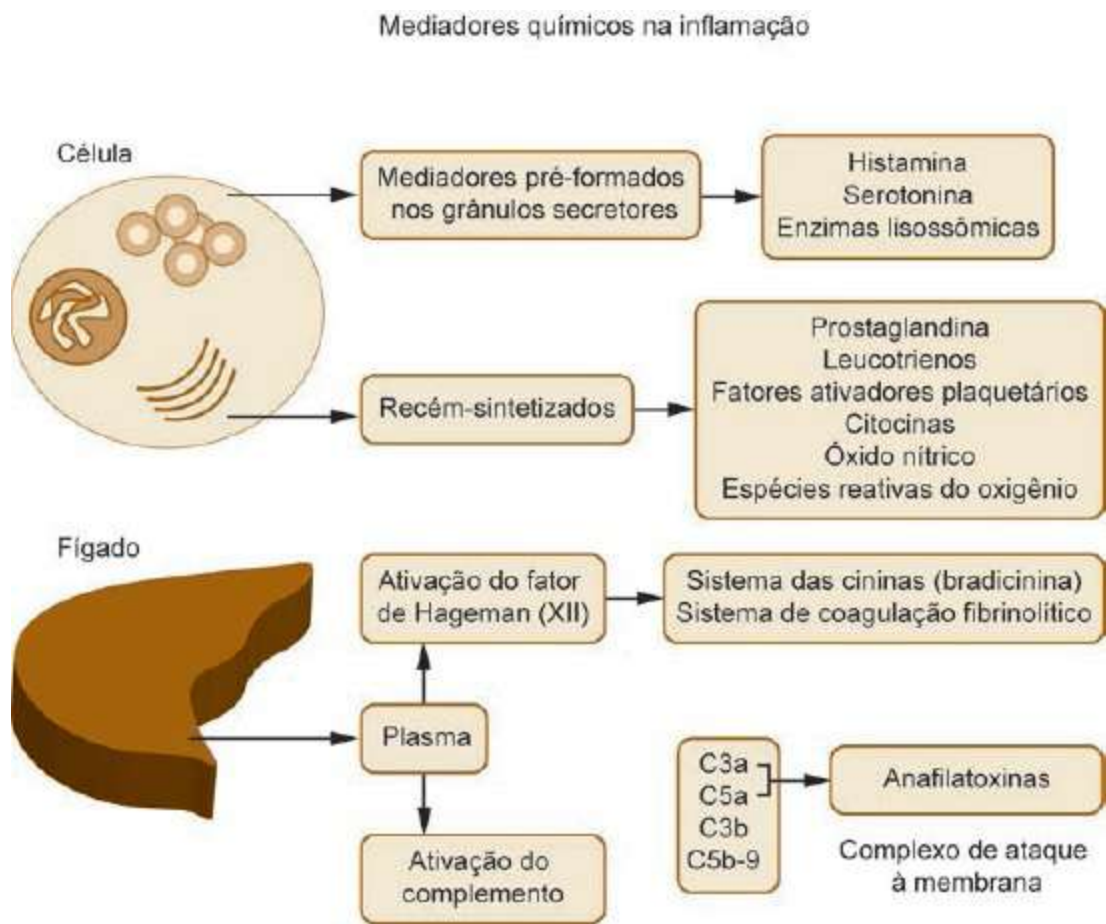 Mediadores químicos na inflamação
Célula
Mediadores pré-formados
nos grânulos secretores
Histamina
Serotonina
Enzimas lisossômicas
Recém-sintetizados
Prostaglandina
Leucotrienos
Fatores ativadores plaquetários
Citocinas
Óxido nítrico
Espécies reativas do oxigênio
Fígado
Ativação do fator
de Hageman (XII)
Sistema das cininas (bradicinina)
Sistema de coagulação fibrinolítico
Plasma
C3a
C5a
C3b
C5b-9
Anafilatoxinas
Complexo de ataque
à membrana
Ativação do
complemento